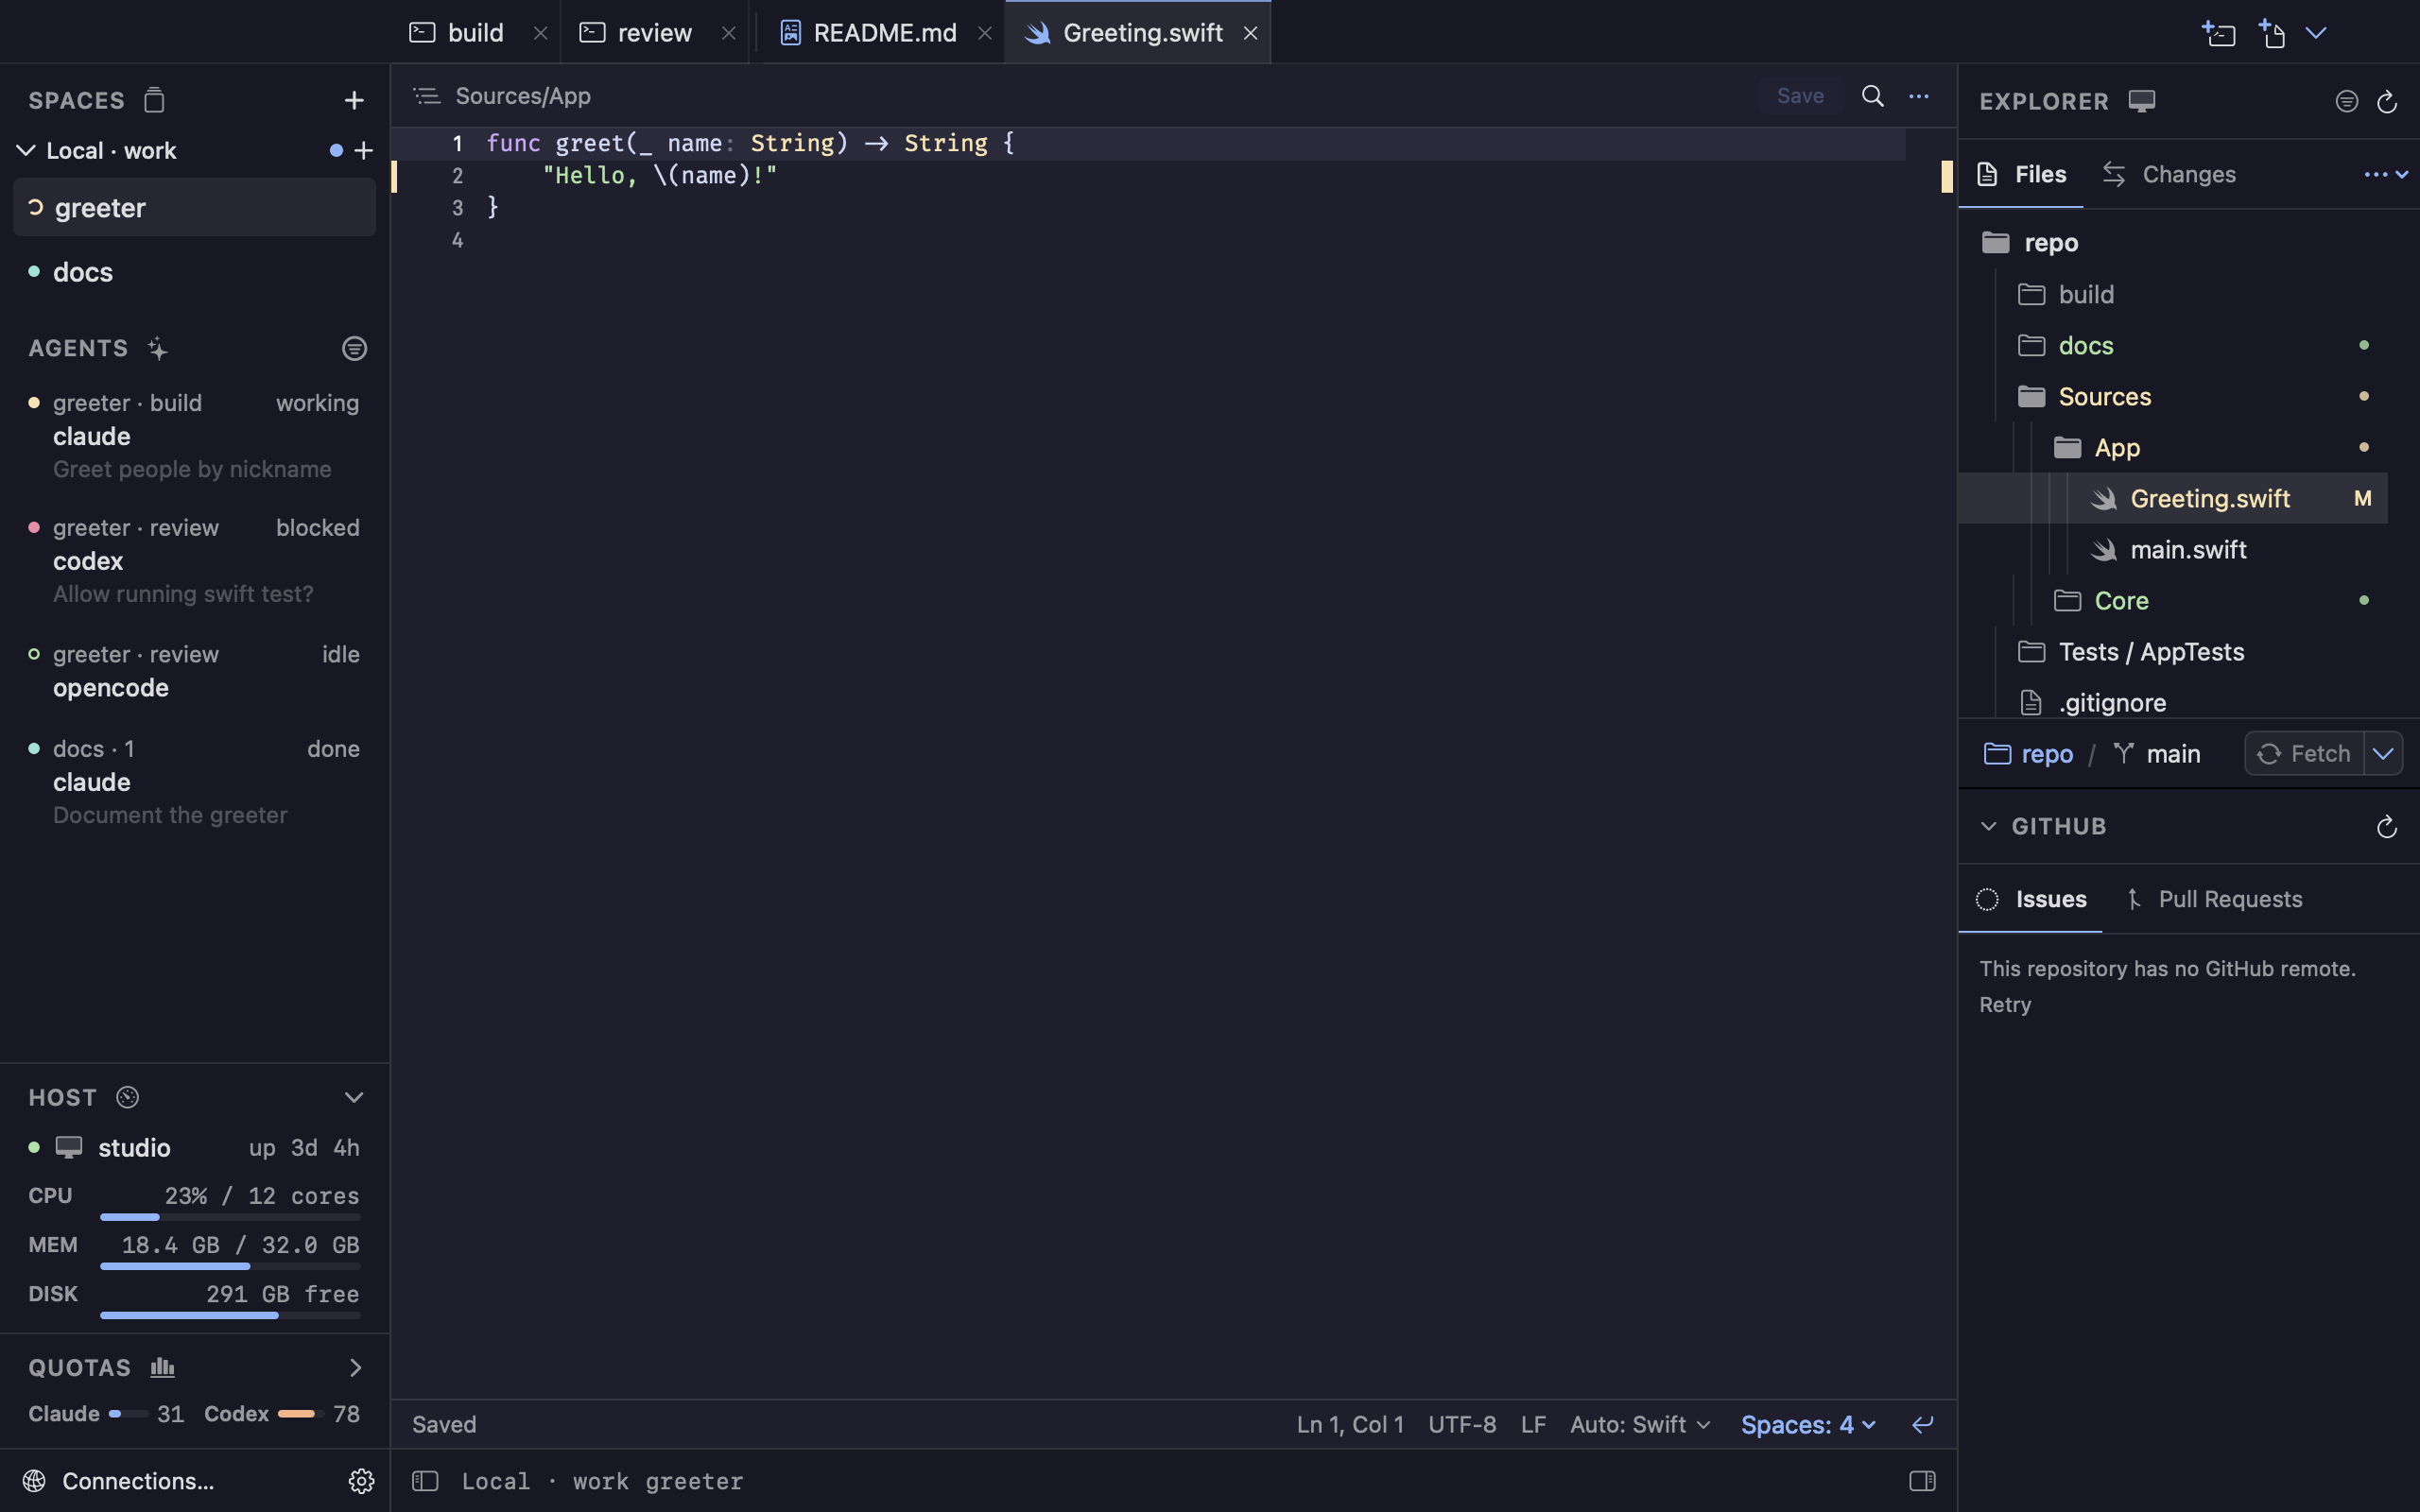 build
review
README.md
Greeting.swift
SPACES
Local · work
greeter
docs
AGENTS
greeter · build working
claude
Greet people by nickname
greeter · review blocked
codex
Allow running swift test?
greeter · review idle
opencode
docs · 1 done
claude
Document the greeter
HOST
studio up 3d 4h
CPU 23% / 12 cores
MEM 18.4 GB / 32.0 GB
DISK 291 GB free
QUOTAS
Claude 31 Codex 78
Connections...
Sources/App Save
1 func greet(_ name: String) -> String {
2 "Hello, \(name)!"
3 }
4
Saved Ln 1, Col 1 UTF-8 LF Auto: Swift Spaces: 4
Local · work greeter
EXPLORER
Files Changes
repo
build
docs
Sources
App
Greeting.swift M
main.swift
Core
Tests / AppTests
.gitignore
repo / main Fetch
GITHUB
Issues Pull Requests
This repository has no GitHub remote.
Retry